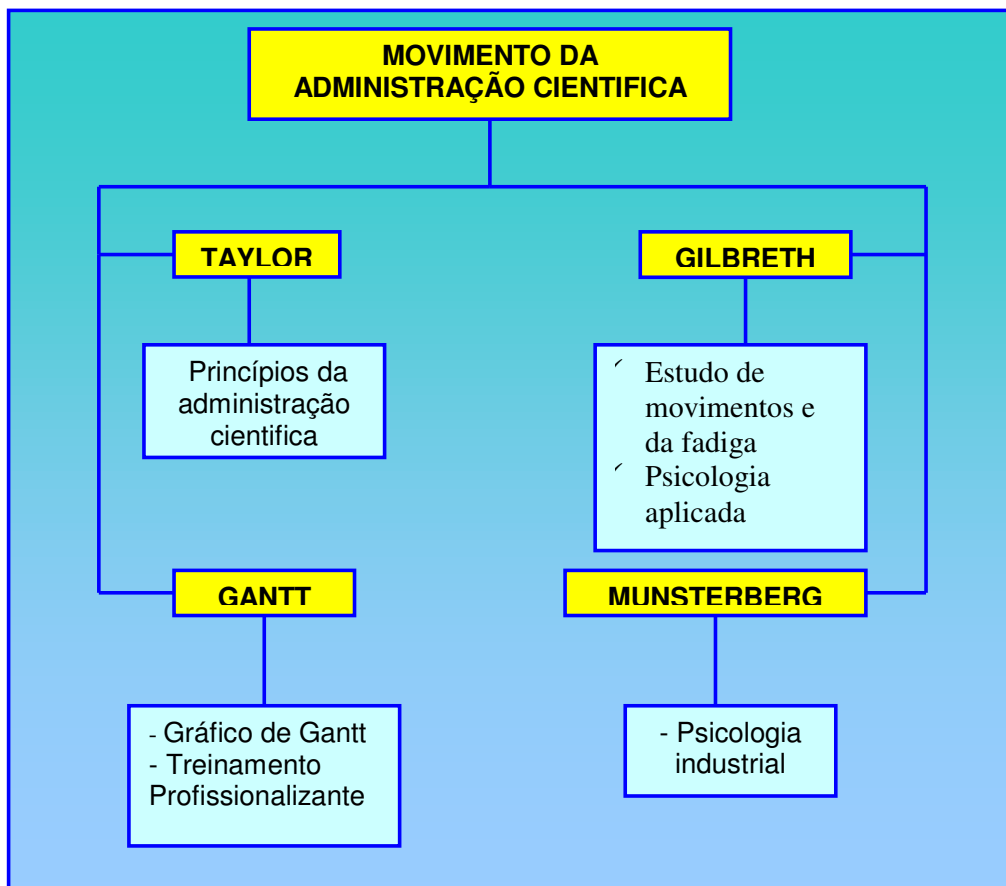 MOVIMENTO DA
ADMINISTRAÇÃO CIENTIFICA
TAYLOR
Princípios da
administração
cientifica
GILBRETH
Estudo de
movimentos e
da fadiga
Psicologia
aplicada
GANTT
- Gráfico de Gantt
- Treinamento
Profissionalizante
MUNSTERBERG
- Psicologia
industrial